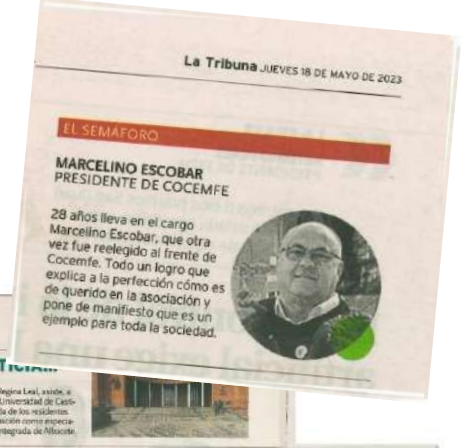 La Tribuna JUEVES 18 DE MAYO DE 2023
EL SEMÁFORO
MARCELINO ESCOBAR
PRESIDENTE DE COCEMFE
28 años lleva en el cargo
Marcelino Escobar, que otra
vez fue reelegido al frente de
Cocemfe. Todo un logro que
explica a la perfección cómo es
de querido en la asociación y
pone de manifiesto que es un
ejemplo para toda la sociedad.
Regina Leal, asiste, a
Universidad de Casti-
da de los residentes
ación como especia-
Integrada de Albacete.